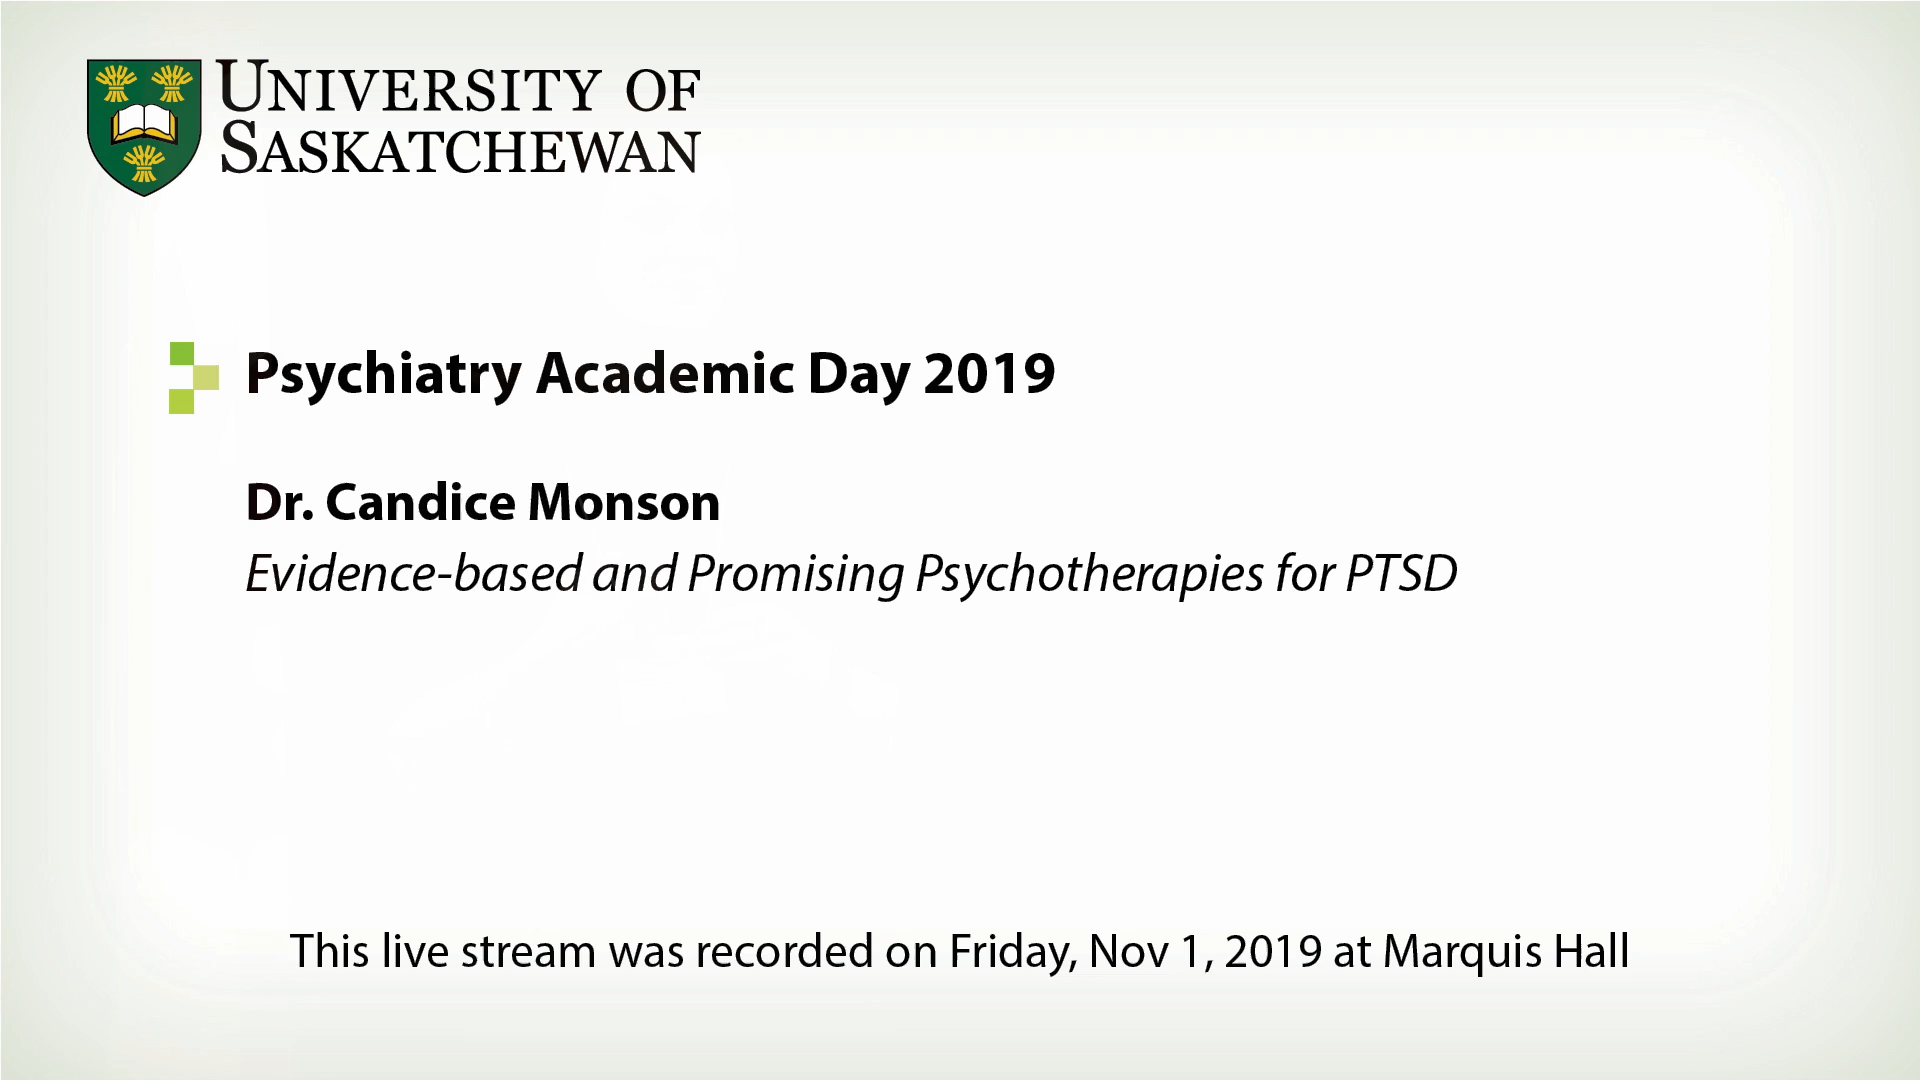 UNIVERSITY OF
SASKATCHEWAN
Psychiatry Academic Day 2019
Dr. Candice Monson
Evidence-based and Promising Psychotherapies for PTSD
This live stream was recorded on Friday, Nov 1, 2019 at Marquis Hall